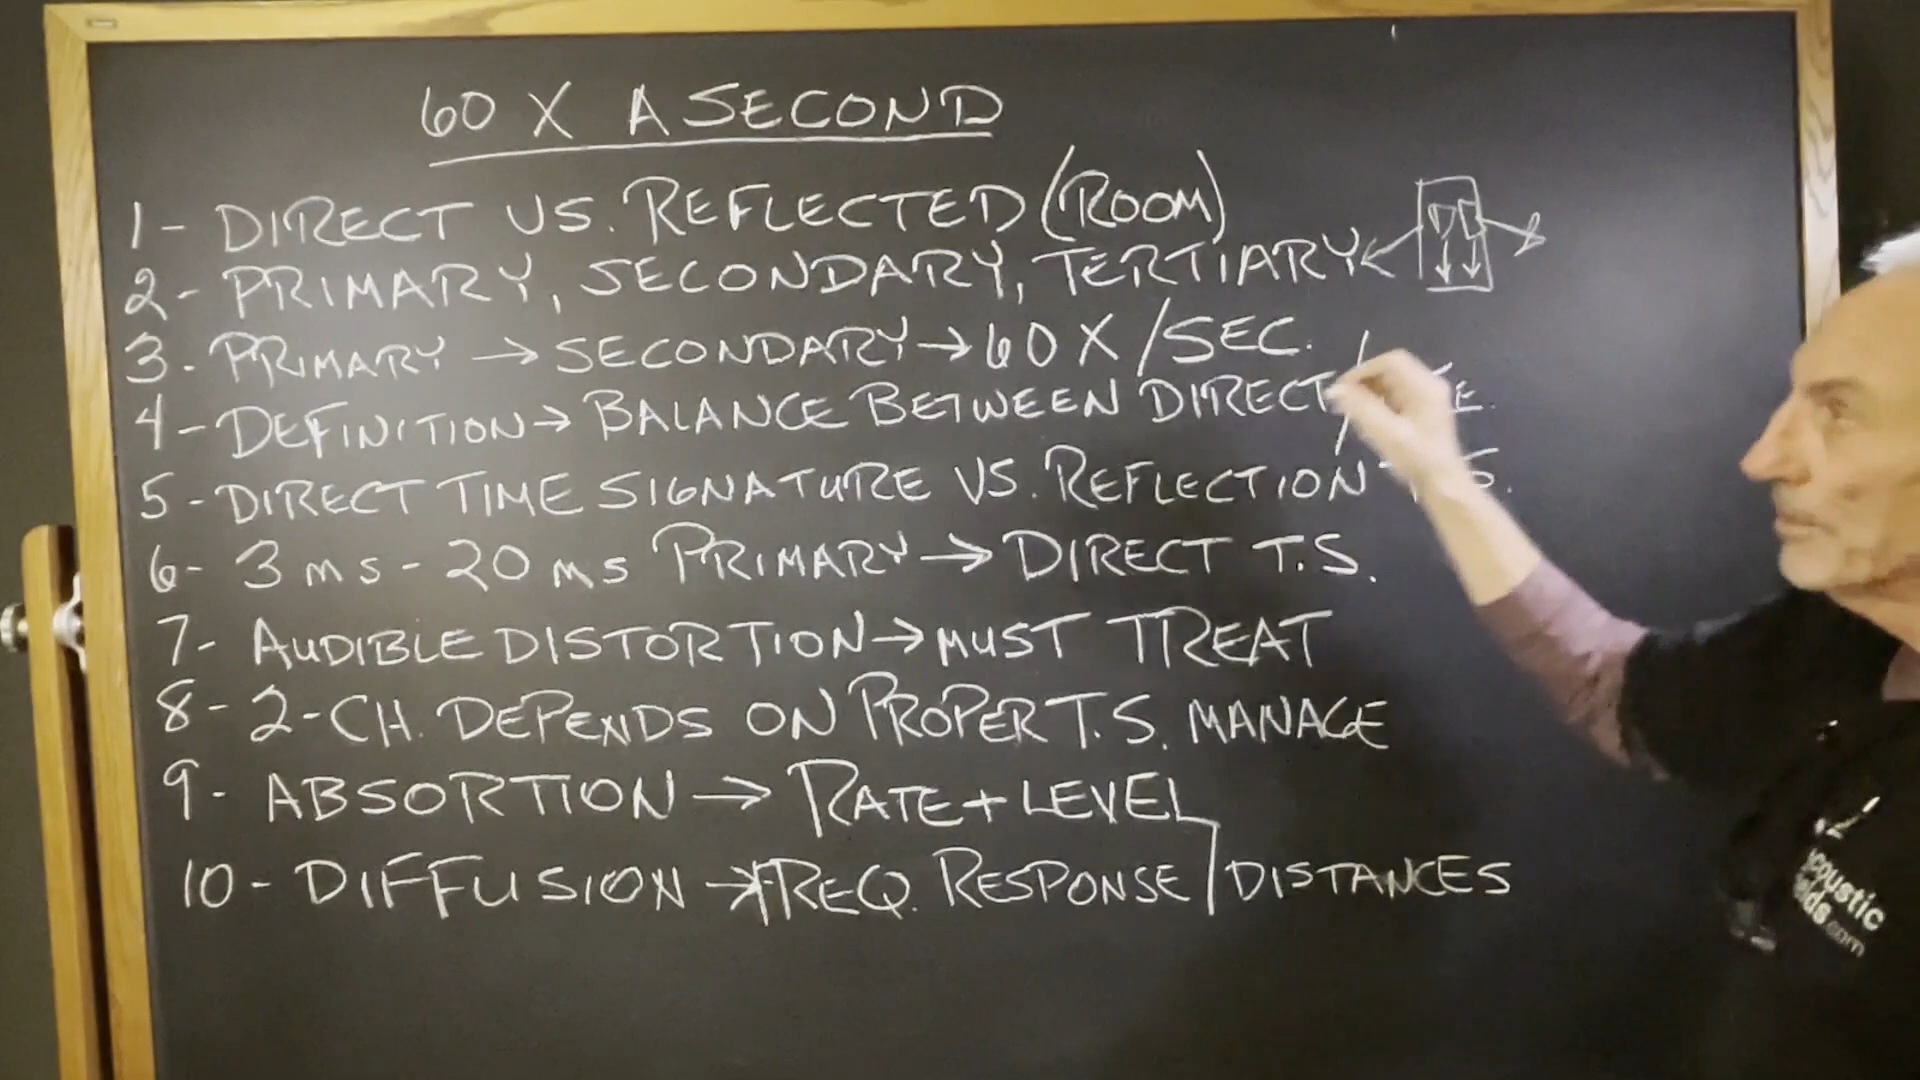 60 X A SECOND
1 - DIRECT VS. REFLECTED (ROOM)
2 - PRIMARY, SECONDARY, TERTIARY
3 - PRIMARY → SECONDARY → 60 X /SEC.
4 - DEFINITION → BALANCE BETWEEN DIRECT
5 - DIRECT TIME SIGNATURE VS. REFLECTION
6 - 3 ms - 20 ms PRIMARY → DIRECT T.S.
7 - AUDIBLE DISTORTION → MUST TREAT
8 - 2-CH. DEPENDS ON PROPER T.S. MANAGE
9 - ABSORTION → RATE + LEVEL
10 - DIFFUSION → FREQ. RESPONSE / DISTANCES